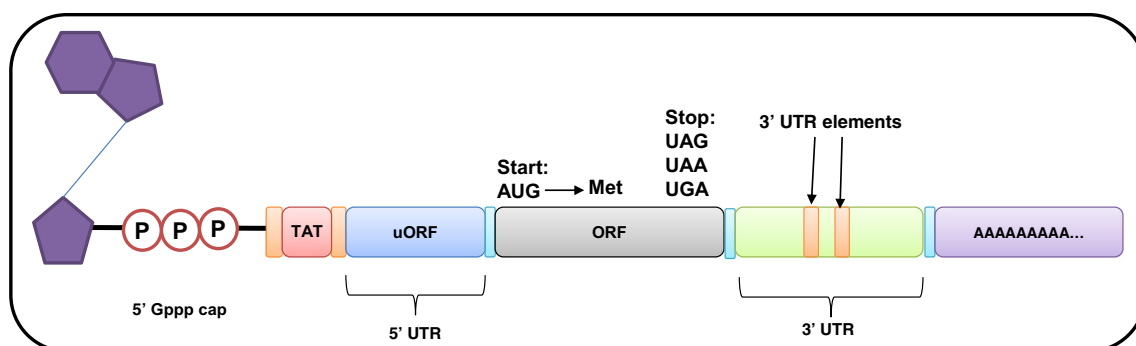 Stop:
UAG
UAA
UGA
3’ UTR elements
Start:
AUG
Met
P P P
TAT
uORF
ORF
AAAAAAAAA...
5’ Gppp cap
5’ UTR
3’ UTR